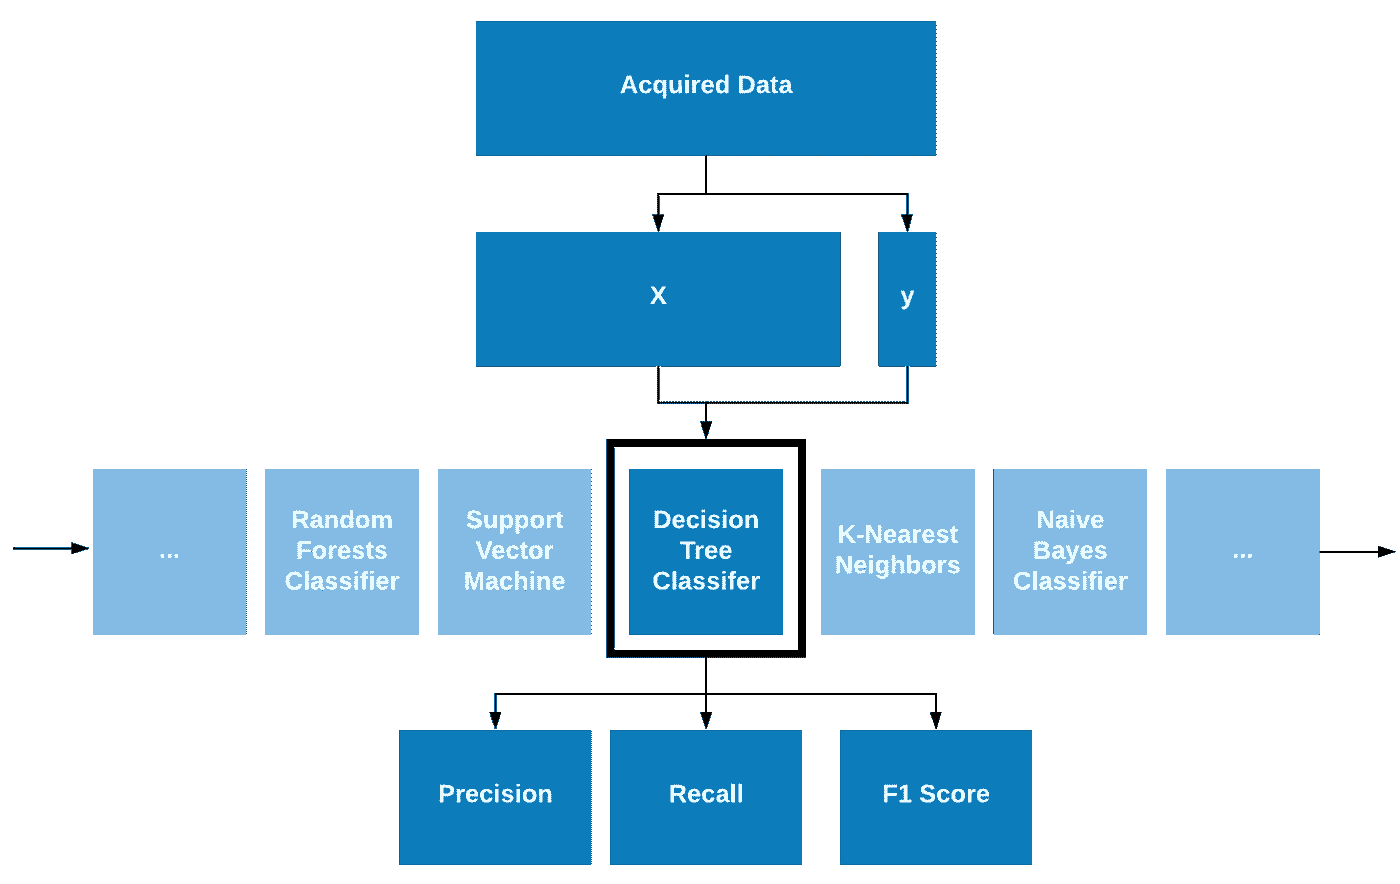 Acquired Data
X
y
...
Random
Forests
Classifier
Support
Vector
Machine
Decision
Tree
Classifer
K-Nearest
Neighbors
Naive
Bayes
Classifier
...
Precision
Recall
F1 Score